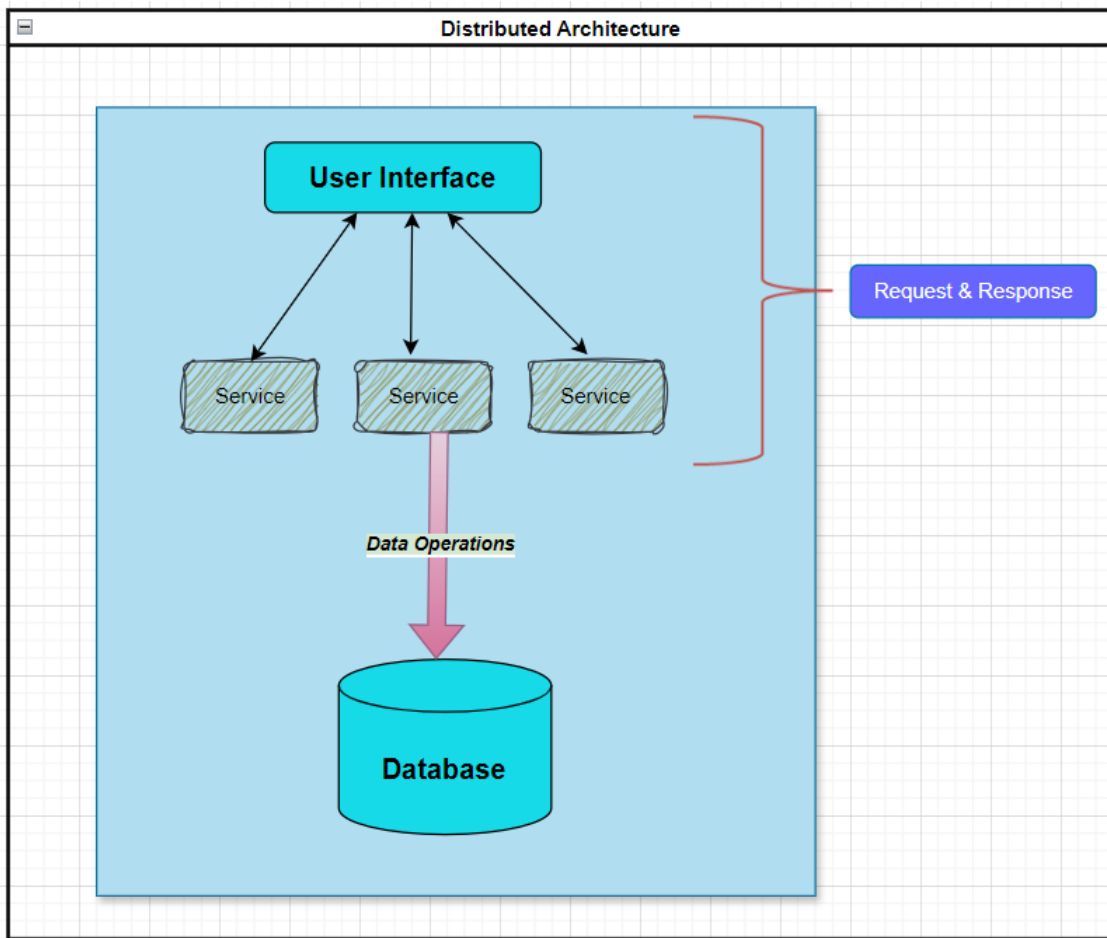 Distributed Architecture
User Interface
Request & Response
Service
Service
Service
Data Operations
Database